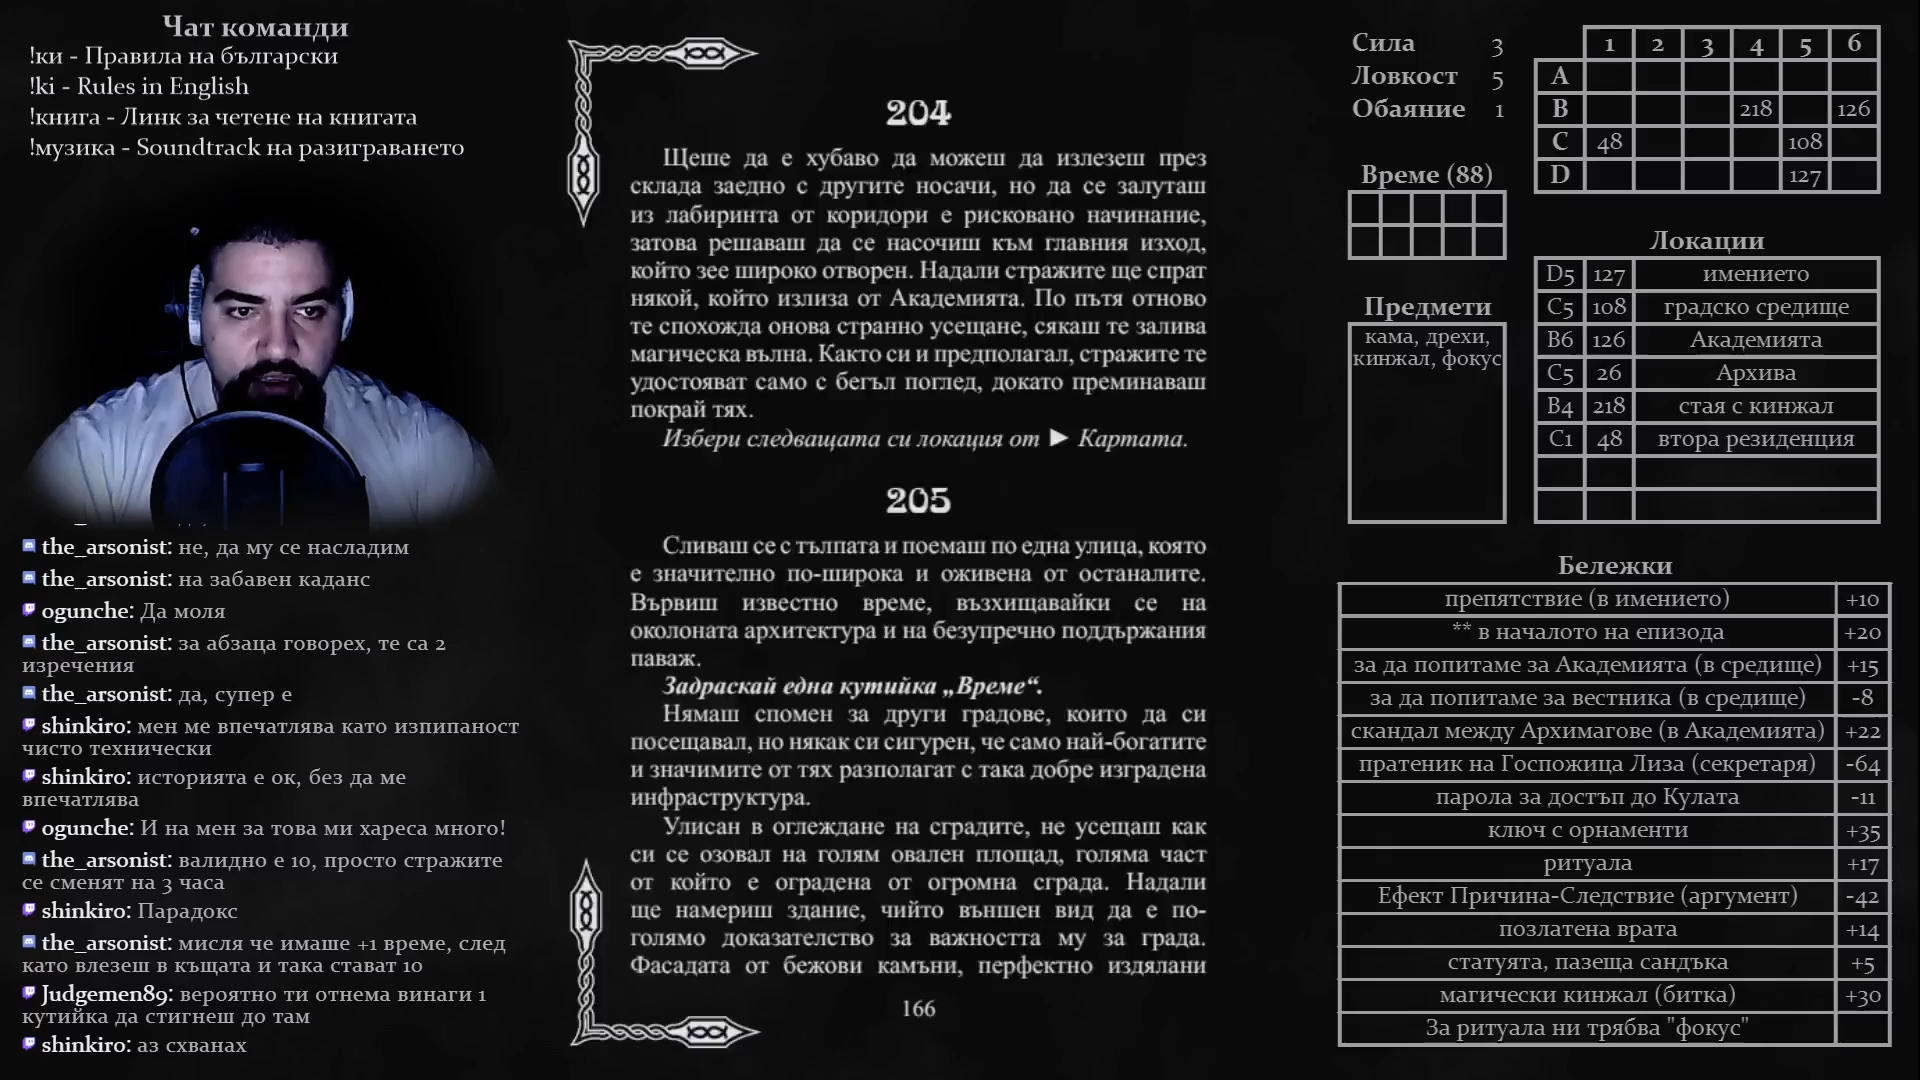 Чат команди
!ки - Правила на български
!ki - Rules in English
!книга - Линк за четене на книгата
!музика - Soundtrack на разиграването
the_arsonist: не, да му се насладим
the_arsonist: на забавен каданс
ogunche: Да моля
the_arsonist: за абзаца говорех, те са 2
изречения
the_arsonist: да, супер е
shinkiro: мен ме впечатлява като изпипаност
чисто технически
shinkiro: историята е ок, без да ме
впечатлява
ogunche: И на мен за това ми хареса много!
the_arsonist: валидно е 10, просто стражите
се сменят на 3 часа
shinkiro: Парадокс
the_arsonist: мисля че имаше +1 време, след
като влезеш в къщата и така стават 10
Judgemen89: вероятно ти отнема винаги 1
кутийка да стигнеш до там
shinkiro: аз схванах
204
Щеше да е хубаво да можеш да излезеш през
склада заедно с другите носачи, но да се залуташ
из лабиринта от коридори е рисковано начинание,
затова решаваш да се насочиш към главния изход,
който зее широко отворен. Надали стражите ще спрат
някой, който излиза от Академията. По пътя отново
те спохожда онова странно усещане, сякаш те залива
магическа вълна. Както си и предполагал, стражите те
удостояват само с бегъл поглед, докато преминаваш
покрай тях.
Избери следващата си локация от ► Картата.
205
Сливаш се с тълпата и поемаш по една улица, която
е значително по-широка и оживена от останалите.
Вървиш известно време, възхищавайки се на
околоната архитектура и на безупречно поддържания
паваж.
Задраскай една кутийка „Време“.
Нямаш спомен за други градове, които да си
посещавал, но някак си сигурен, че само най-богатите
и значимите от тях разполагат с така добре изградена
инфраструктура.
Улисан в оглеждане на сградите, не усещаш как
си се озовал на голям овален площад, голяма част
от който е оградена от огромна сграда. Надали
ще намериш здание, чийто външен вид да е по-
голямо доказателство за важността му за града.
Фасадата от бежови камъни, перфектно издялани
166
Сила 3
Ловкост 5
Обаяние 1
Време (88)
Предмети
кама, дрехи,
кинжал, фокус
1 2 3 4 5 6
A
B 218 126
C 48 108
D 127
Локации
D5 127 имението
C5 108 градско средище
B6 126 Академията
C5 26 Архива
B4 218 стая с кинжал
C1 48 втора резиденция
Бележки
препятствие (в имението) +10
** в началото на епизода +20
за да попитаме за Академията (в средище) +15
за да попитаме за вестника (в средище) -8
скандал между Архимагове (в Академията) +22
пратеник на Госпожица Лиза (секретаря) -64
парола за достъп до Кулата -11
ключ с орнаменти +35
ритуала +17
Ефект Причина-Следствие (аргумент) -42
позлатена врата +14
статуята, пазеща сандъка +5
магически кинжал (битка) +30
За ритуала ни трябва "фокус"